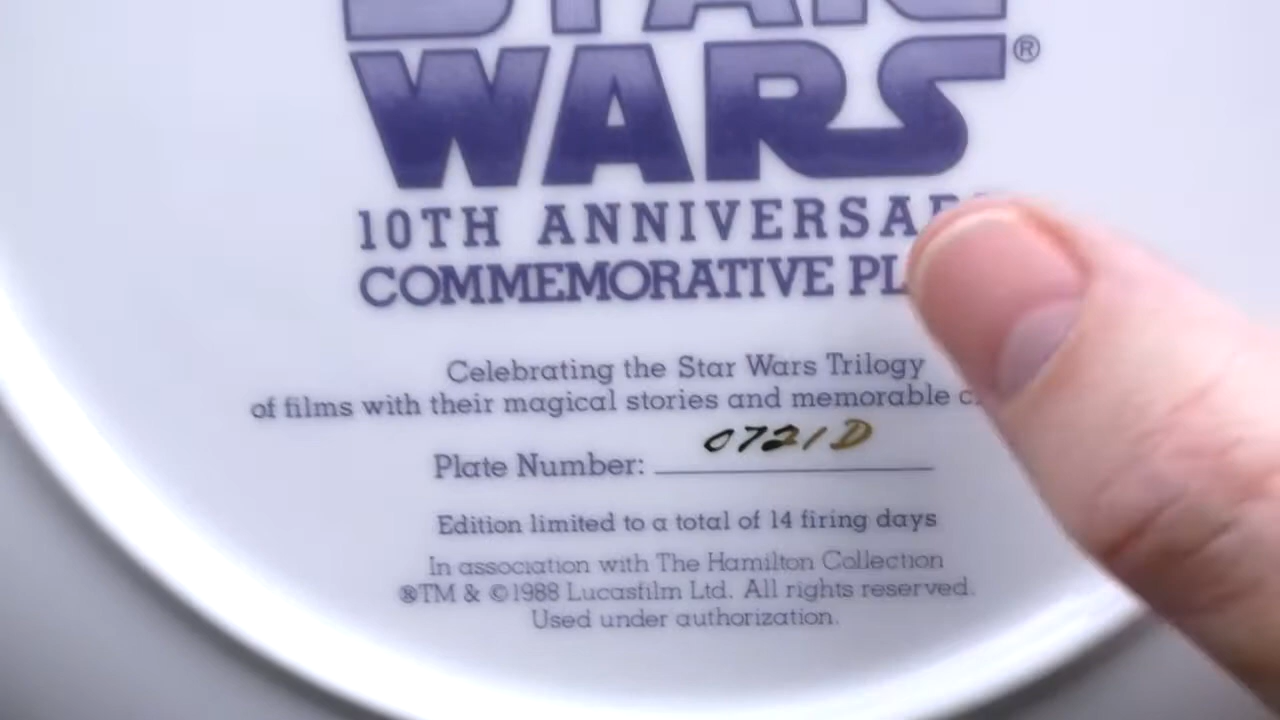 STAR
WARS®
10TH ANNIVERSA
COMMEMORATIVE PL
Celebrating the Star Wars Trilogy
of films with their magical stories and memorable c
Plate Number: 0721D
Edition limited to a total of 14 firing days
In association with The Hamilton Collection
®TM & ©1988 Lucasfilm Ltd. All rights reserved.
Used under authorization.